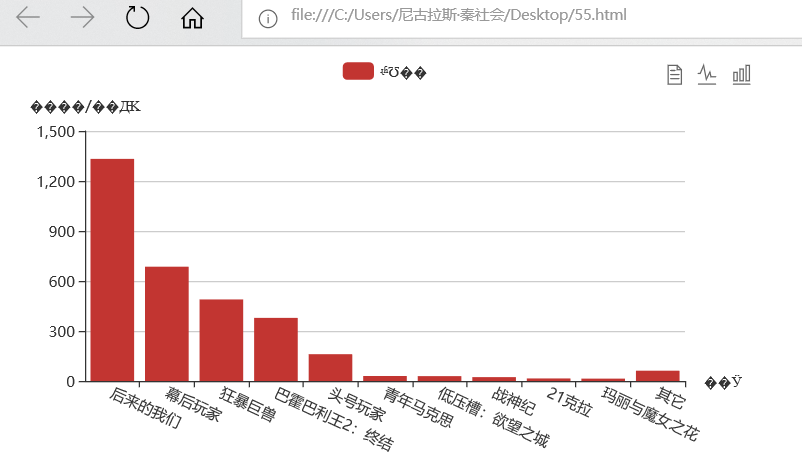 file:///C:/Users/尼古拉斯·秦社会/Desktop/55.html
����/��Д��K
1,500
1,200
900
600
300
0
后来的我们
幕后玩家
狂暴巨兽
巴霍巴利王2：终结
头号玩家
青年马克思
低压槽：欲望之城
战神纪
21克拉
玛丽与魔女之花
其它
��Ÿ